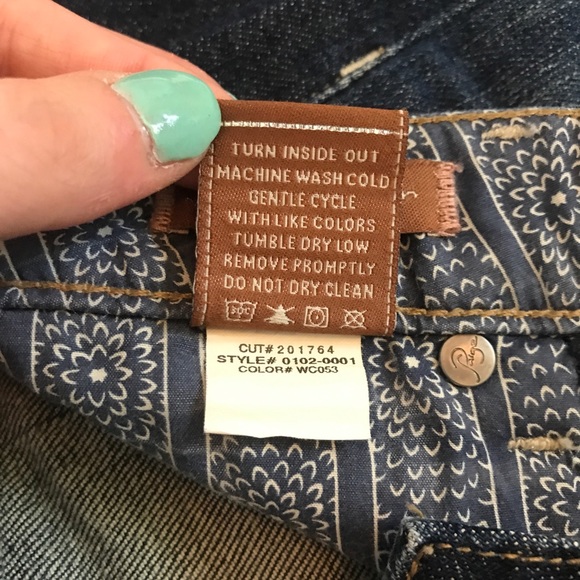 TURN INSIDE OUT
MACHINE WASH COLD
GENTLE CYCLE
WITH LIKE COLORS
TUMBLE DRY LOW
REMOVE PROMPTLY
DO NOT DRY CLEAN
CUT# 201764
STYLE# 0102-0001
COLOR# WC053
Paige